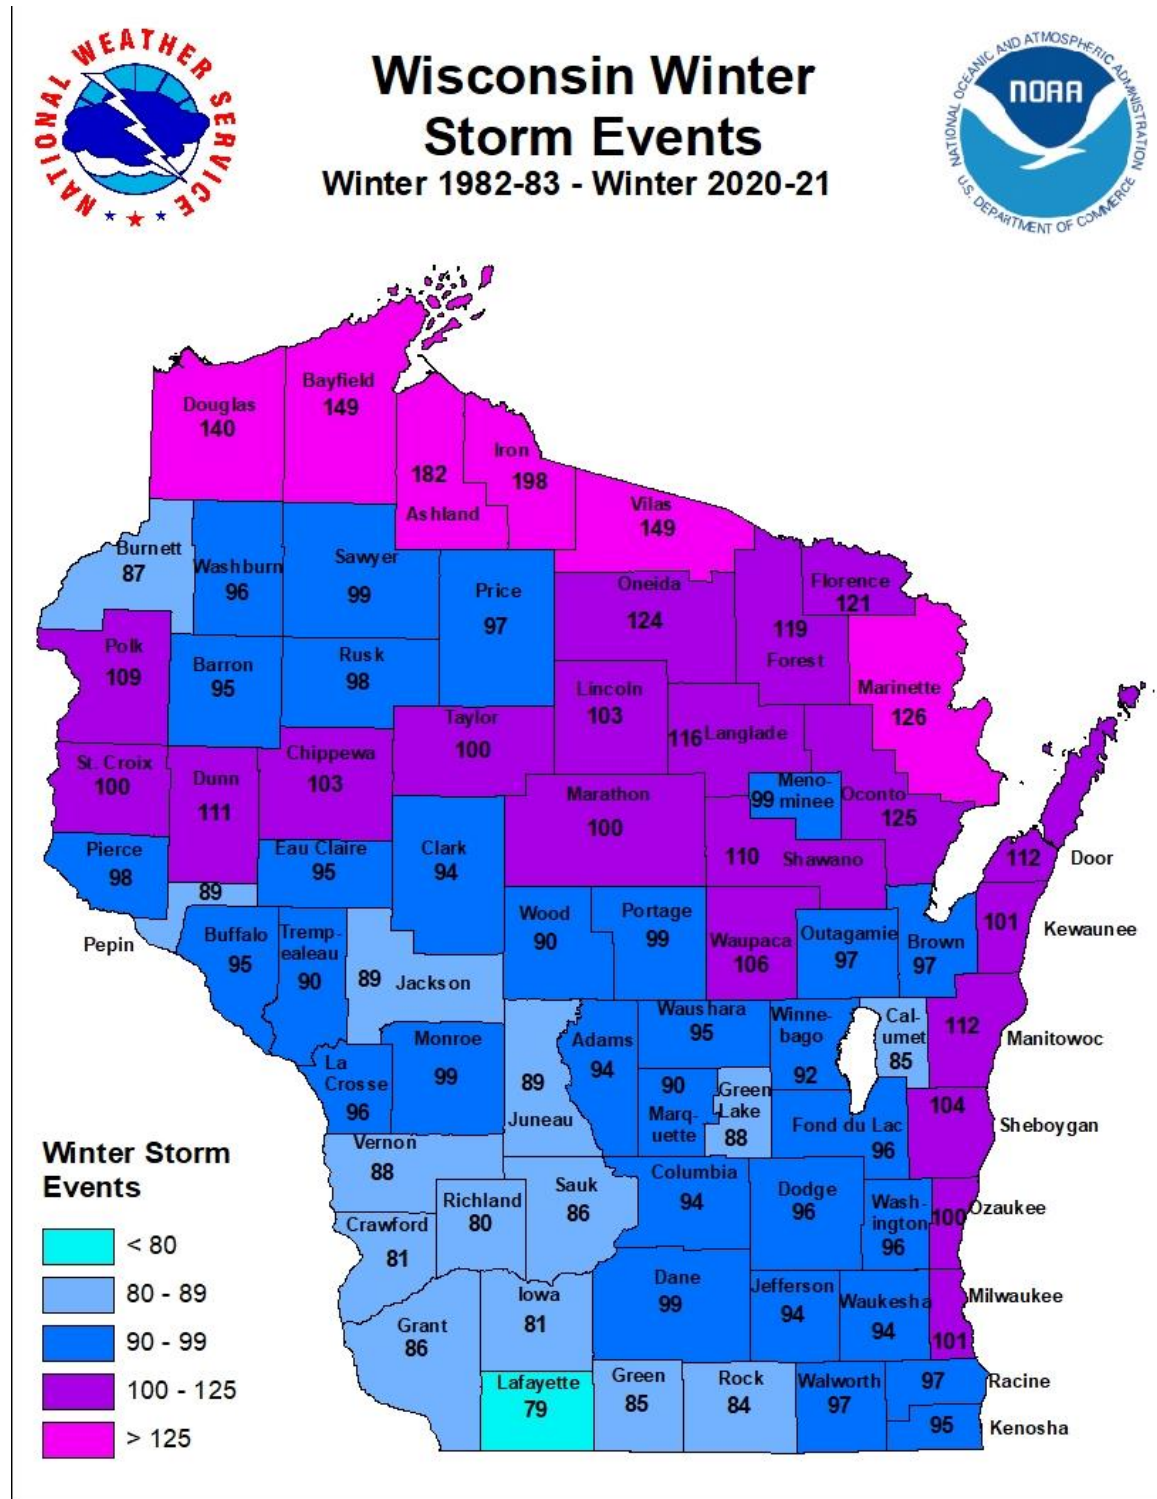 NATIONAL WEATHER SERVICE
Wisconsin Winter
Storm Events
Winter 1982-83 - Winter 2020-21
NATIONAL OCEANIC AND ATMOSPHERIC ADMINISTRATION
NOAA
U.S. DEPARTMENT OF COMMERCE
Douglas
140
Bayfield
149
182
Ashland
Iron
198
Vilas
149
Burnett
87
Washburn
96
Sawyer
99
Price
97
Oneida
124
119
Forest
Florence
121
Polk
109
Barron
95
Rusk
98
Lincoln
103
Marinette
126
Taylor
100
116 Langlade
St. Croix
100
Dunn
111
Chippewa
103
Marathon
100
Meno-
99 minee
Oconto
125
Pierce
98
Eau Claire
95
Clark
94
110 Shawano
112 Door
89
Pepin
Buffalo
95
Tremp-
ealeau
90
89 Jackson
Wood
90
Portage
99
Waupaca
106
Outagamie
97
Brown
97
101 Kewaunee
Monroe
99
La
Crosse
96
89
Juneau
Adams
94
Waushara
95
Winne-
bago
92
Cal-
umet
85
112 Manitowoc
90
Marq-
uette
Green
Lake
88
Fond du Lac
96
104
Sheboygan
Vernon
88
Richland
80
Sauk
86
Columbia
94
Dodge
96
Wash-
ington
96
100 Ozaukee
Crawford
81
Grant
86
Iowa
81
Dane
99
Jefferson
94
Waukesha
94
Milwaukee
101
Lafayette
79
Green
85
Rock
84
Walworth
97
97 Racine
95 Kenosha
Winter Storm
Events
< 80
80 - 89
90 - 99
100 - 125
> 125